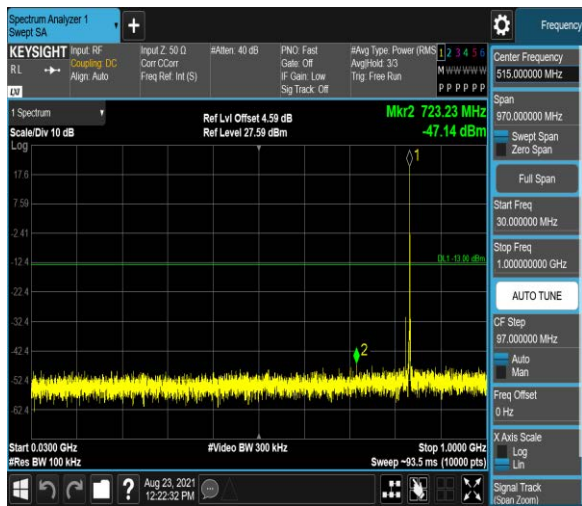 Spectrum Analyzer 1
Swept SA
Frequency
KEYSIGHT
RL
Input: RF
Coupling: DC
Align: Auto
Input Z: 50 Ω
Corr CCorr
Freq Ref: Int (S)
#Atten: 40 dB
PNO: Fast
Gate: Off
IF Gain: Low
Sig Track: Off
#Avg Type: Power (RMS
Avg|Hold: 3/3
Trig: Free Run
1 2 3 4 5 6
M W W W W W
P P P P P P
LXI
1 Spectrum
Scale/Div 10 dB
Log
Ref Lvl Offset 4.59 dB
Ref Level 27.59 dBm
Mkr2 723.23 MHz
-47.14 dBm
1
17.6
7.59
-2.41
-12.4
DL1 -13.00 dBm
-22.4
-32.4
-42.4
2
-52.4
-62.4
Start 0.0300 GHz
#Res BW 100 kHz
#Video BW 300 kHz
Stop 1.0000 GHz
Sweep ~93.5 ms (10000 pts)
Center Frequency
515.000000 MHz
Span
970.000000 MHz
Swept Span
Zero Span
Full Span
Start Freq
30.000000 MHz
Stop Freq
1.000000000 GHz
AUTO TUNE
CF Step
97.000000 MHz
Auto
Man
Freq Offset
0 Hz
X Axis Scale
Log
Lin
Signal Track
(Span Zoom)
?
Aug 23, 2021
12:22:32 PM